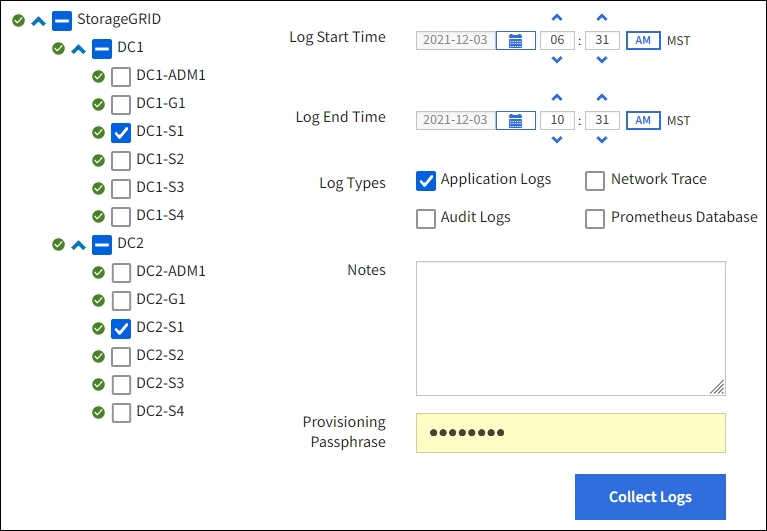 StorageGRID
DC1
DC1-ADM1
DC1-G1
DC1-S1
DC1-S2
DC1-S3
DC1-S4
DC2
DC2-ADM1
DC2-G1
DC2-S1
DC2-S2
DC2-S3
DC2-S4
Log Start Time 2021-12-03 06 : 31 AM MST
Log End Time 2021-12-03 10 : 31 AM MST
Log Types Application Logs Network Trace
Audit Logs Prometheus Database
Notes
Provisioning
Passphrase ••••••••
Collect Logs